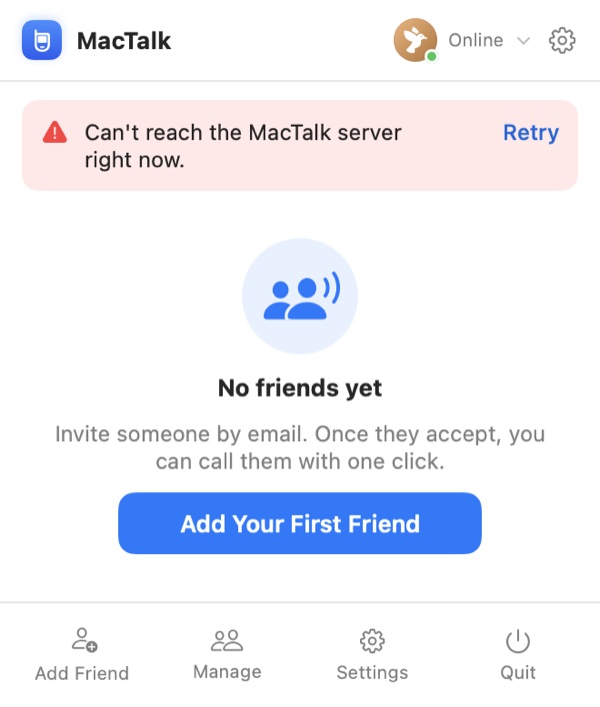 MacTalk
Online
Can't reach the MacTalk server
right now.
Retry
No friends yet
Invite someone by email. Once they accept, you
can call them with one click.
Add Your First Friend
Add Friend
Manage
Settings
Quit